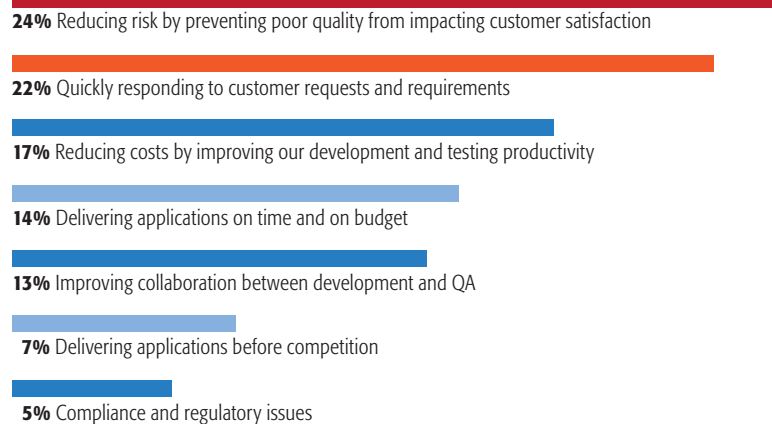 24% Reducing risk by preventing poor quality from impacting customer satisfaction
22% Quickly responding to customer requests and requirements
17% Reducing costs by improving our development and testing productivity
14% Delivering applications on time and on budget
13% Improving collaboration between development and QA
7% Delivering applications before competition
5% Compliance and regulatory issues